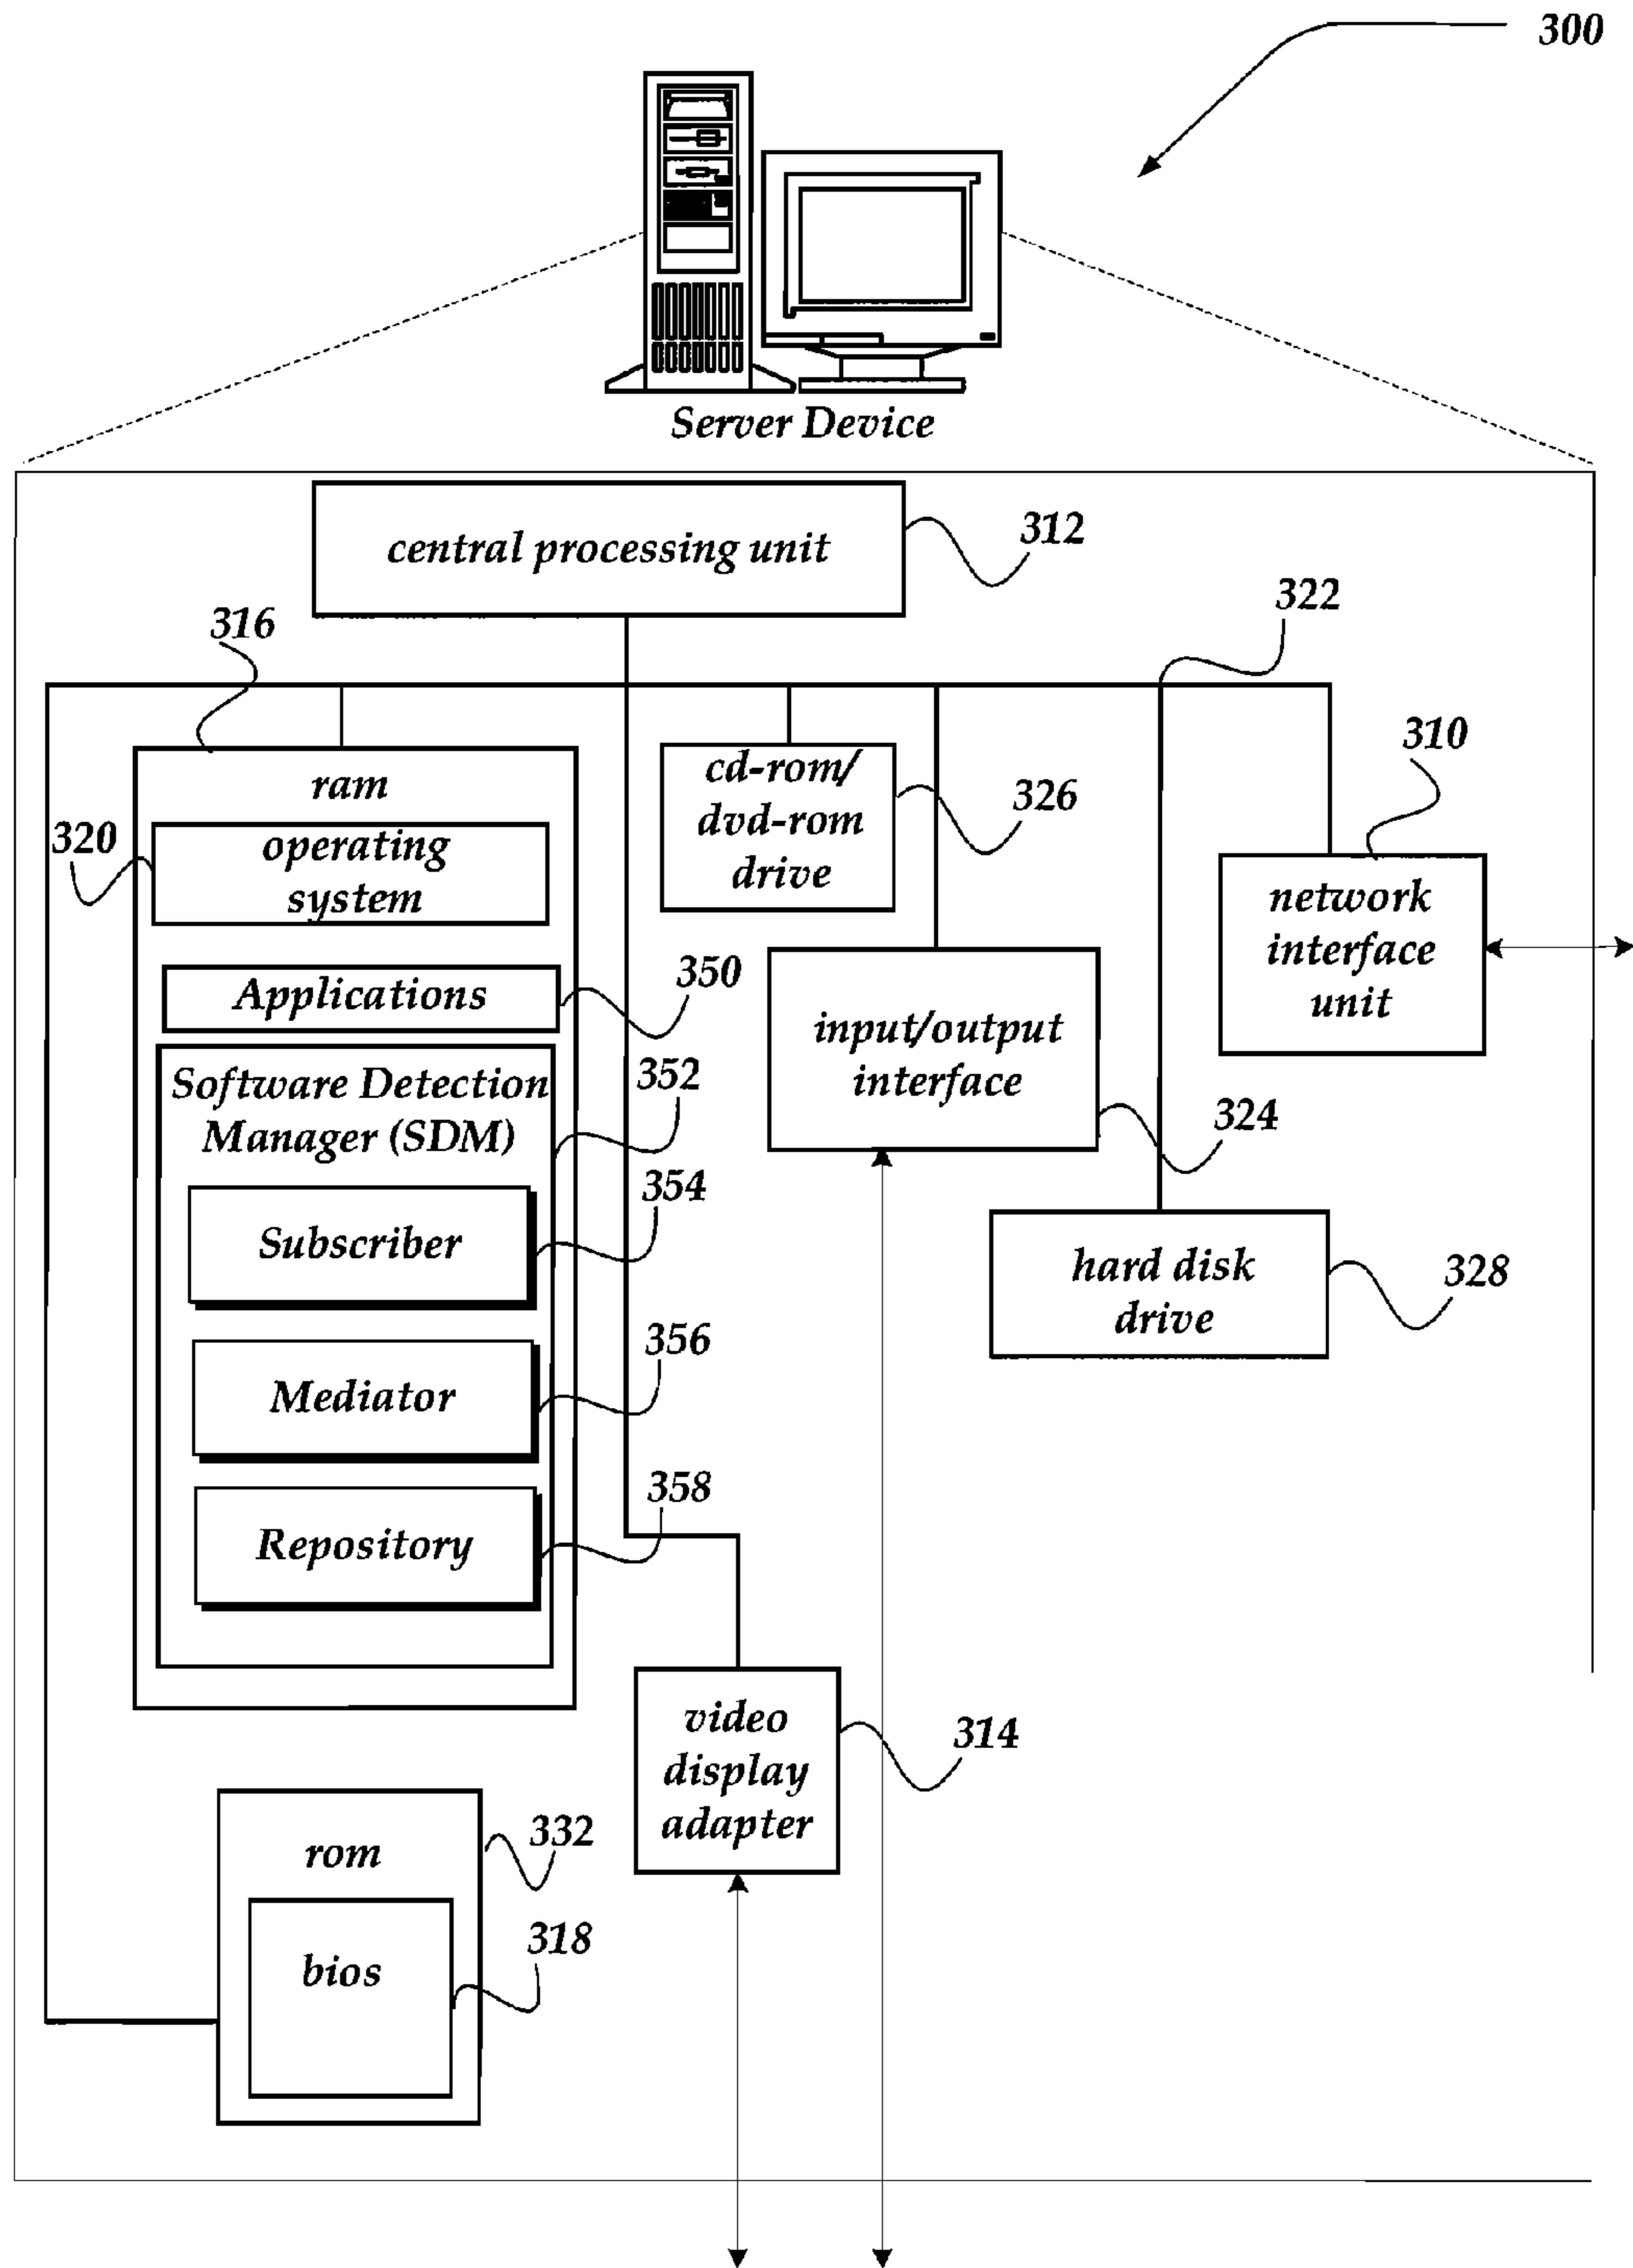 300
Server Device
central processing unit
312
322
316
310
ram
cd-rom/
dvd-rom
drive
326
320
operating
system
network
interface
unit
Applications
350
input/output
interface
324
Software Detection
Manager (SDM)
352
Subscriber
354
hard disk
drive
328
Mediator
356
Repository
358
video
display
adapter
314
rom
332
bios
318